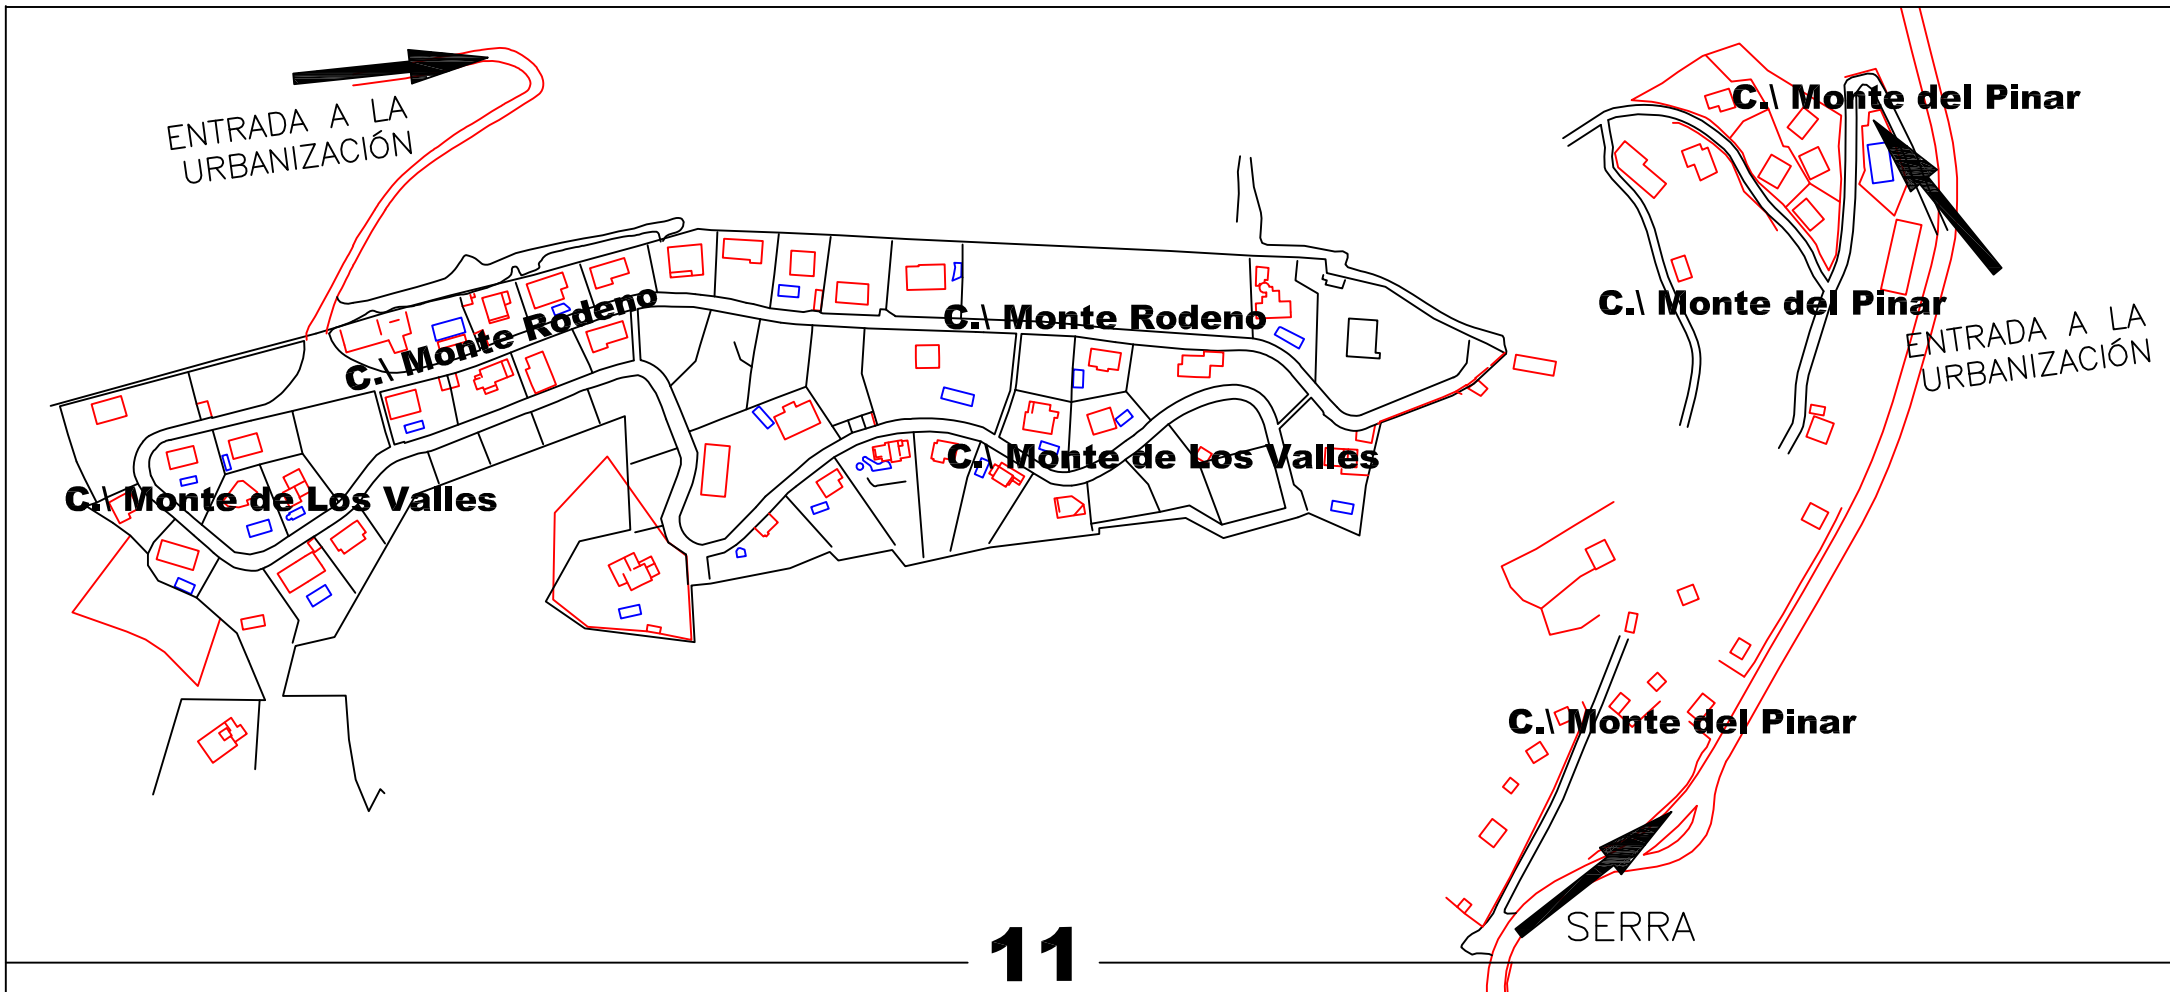 ENTRADA A LA
URBANIZACIÓN
C.\ Monte del Pinar
C.\ Monte Rodeno
C.\ Monte Rodeno
C.\ Monte del Pinar
ENTRADA A LA
URBANIZACIÓN
C.\ Monte de Los Valles
C.\ Monte de Los Valles
C.\ Monte del Pinar
SERRA
11